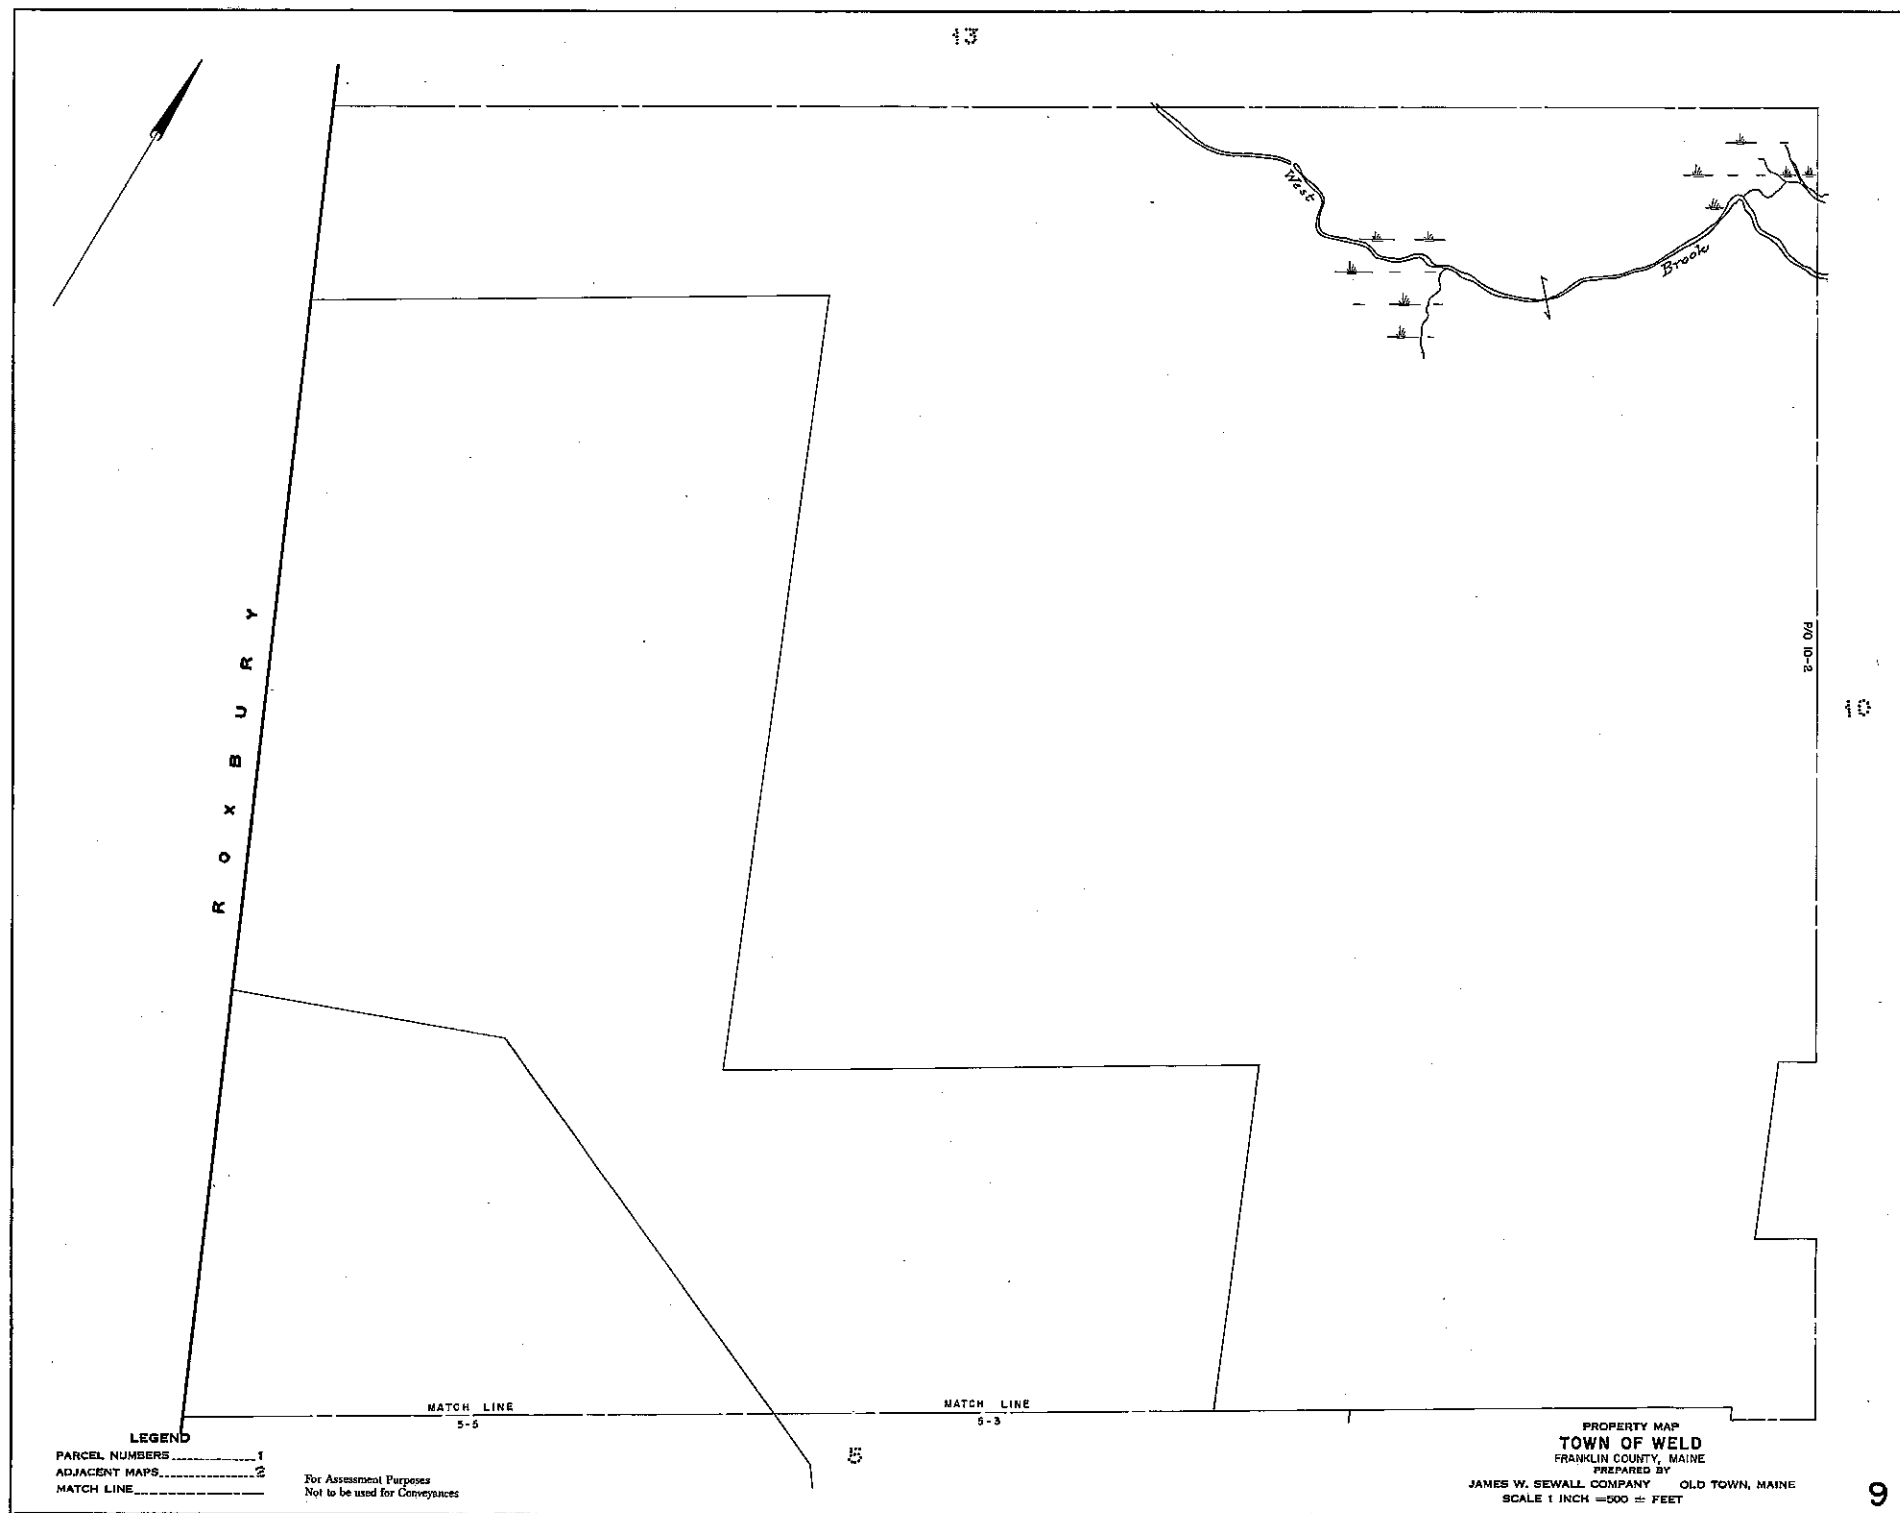 13
West
Brook
P/O 10-2
10
ROXBURY
MATCH LINE
5-5
MATCH LINE
5-3
5
LEGEND
PARCEL NUMBERS 1
ADJACENT MAPS 2
MATCH LINE
For Assessment Purposes
Not to be used for Conveyances
PROPERTY MAP
TOWN OF WELD
FRANKLIN COUNTY, MAINE
PREPARED BY
JAMES W. SEWALL COMPANY OLD TOWN, MAINE
SCALE 1 INCH = 500 ± FEET
9